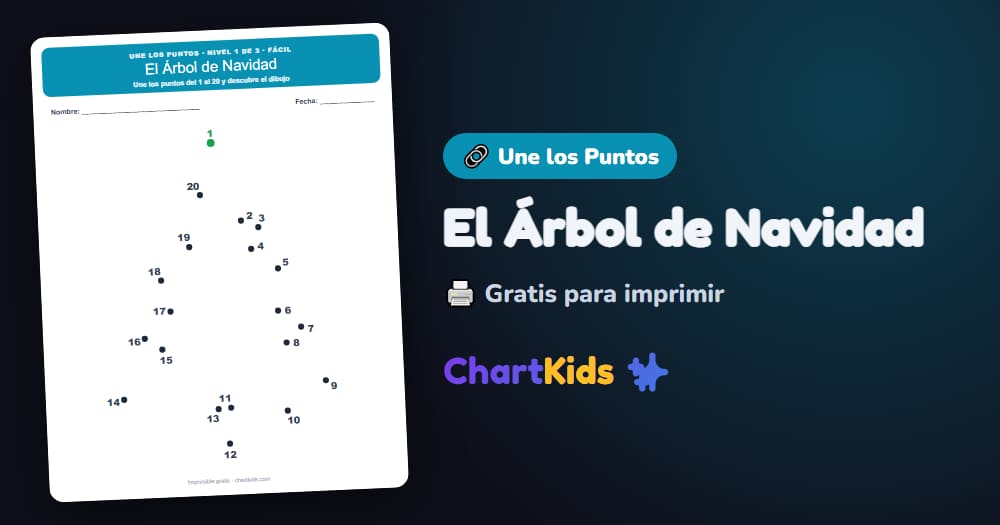 UNE LOS PUNTOS · NIVEL 1 DE 3 · FÁCIL
El Árbol de Navidad
Une los puntos del 1 al 20 y descubre el dibujo
Nombre: ____________________ Fecha: __________
1
20
2 3
19
4
5
18
17
6
7
16
8
15
9
14
11
13
10
12
Imprimible gratis · chartkids.com
Une los Puntos
El Árbol de Navidad
Gratis para imprimir
ChartKids